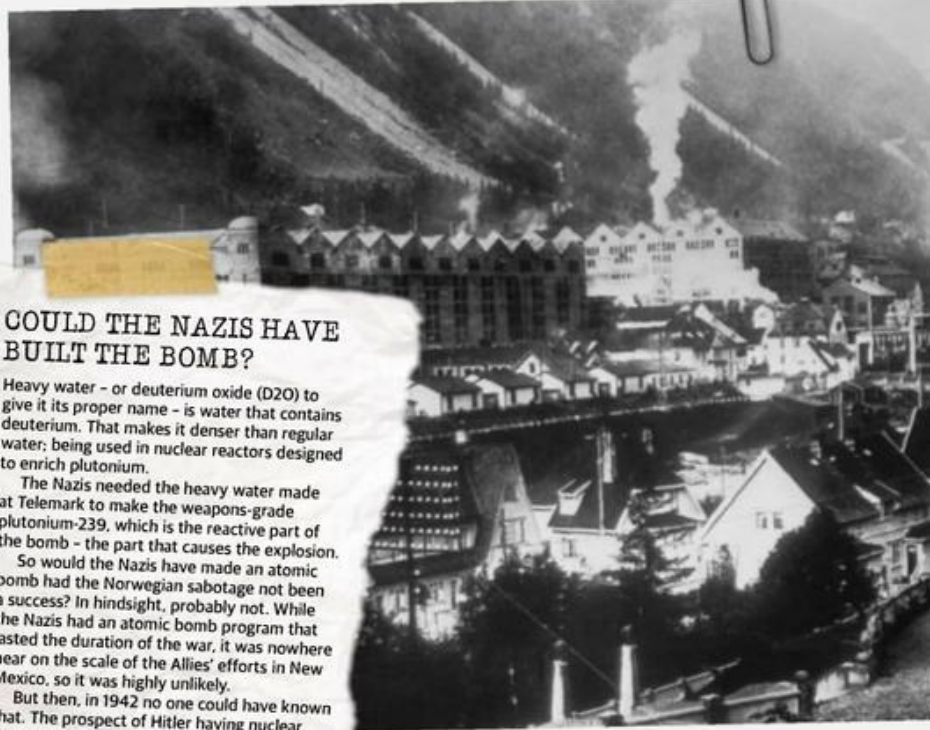 COULD THE NAZIS HAVE
BUILT THE BOMB?
Heavy water – or deuterium oxide (D2O) to
give it its proper name – is water that contains
deuterium. That makes it denser than regular
water; being used in nuclear reactors designed
to enrich plutonium.
The Nazis needed the heavy water made
at Telemark to make the weapons-grade
plutonium-239, which is the reactive part of
the bomb – the part that causes the explosion.
So would the Nazis have made an atomic
bomb had the Norwegian sabotage not been
a success? In hindsight, probably not. While
the Nazis had an atomic bomb program that
lasted the duration of the war, it was nowhere
near on the scale of the Allies' efforts in New
Mexico, so it was highly unlikely.
But then, in 1942 no one could have known
that. The prospect of Hitler having nuclear